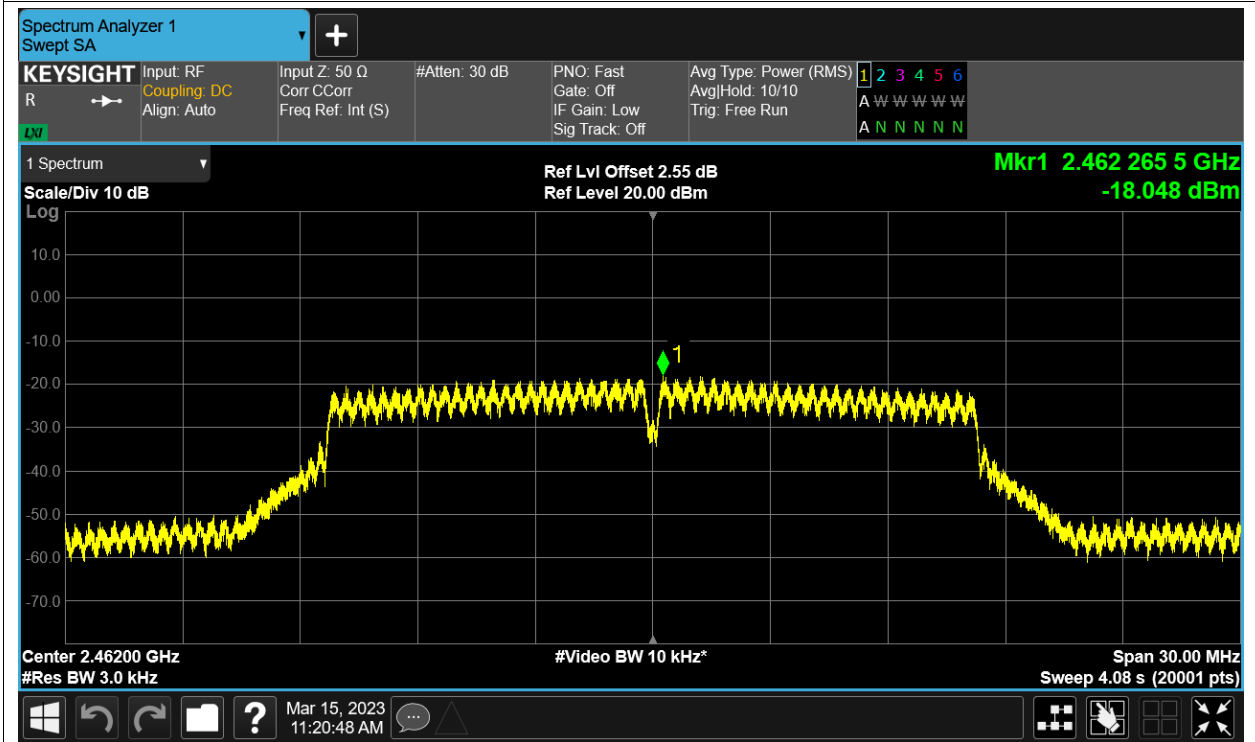 Spectrum Analyzer 1
Swept SA
KEYSIGHT
R
LXI
Input: RF
Coupling: DC
Align: Auto
Input Z: 50 Ω
Corr CCorr
Freq Ref: Int (S)
#Atten: 30 dB
PNO: Fast
Gate: Off
IF Gain: Low
Sig Track: Off
Avg Type: Power (RMS)
Avg|Hold: 10/10
Trig: Free Run
1 2 3 4 5 6
A W W W W W
A N N N N N
1 Spectrum
Scale/Div 10 dB
Log
Ref Lvl Offset 2.55 dB
Ref Level 20.00 dBm
Mkr1 2.462 265 5 GHz
-18.048 dBm
10.0
0.00
-10.0
-20.0
-30.0
-40.0
-50.0
-60.0
-70.0
1
Center 2.46200 GHz
#Res BW 3.0 kHz
#Video BW 10 kHz*
Span 30.00 MHz
Sweep 4.08 s (20001 pts)
?
Mar 15, 2023
11:20:48 AM